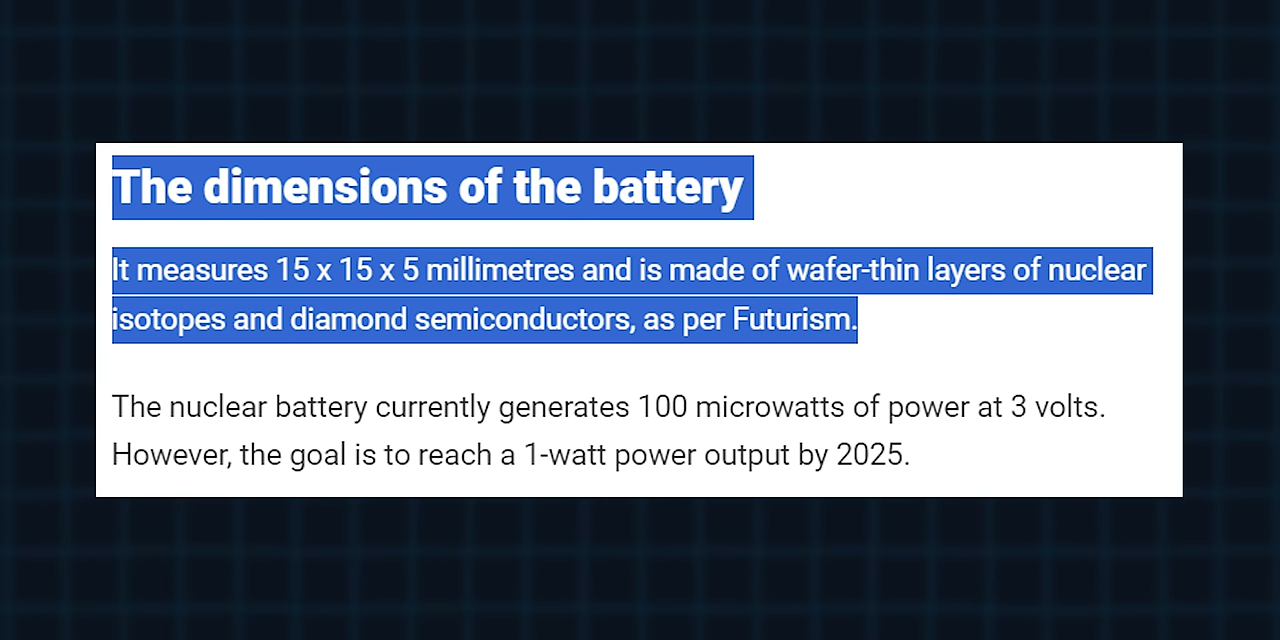 The dimensions of the battery
It measures 15 x 15 x 5 millimetres and is made of wafer-thin layers of nuclear
isotopes and diamond semiconductors, as per Futurism.
The nuclear battery currently generates 100 microwatts of power at 3 volts.
However, the goal is to reach a 1-watt power output by 2025.